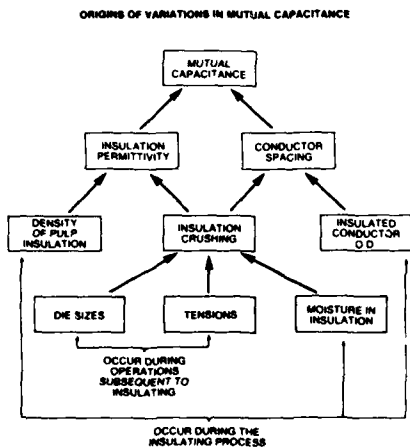 ORIGINS OF VARIATIONS IN MUTUAL CAPACITANCE
MUTUAL
CAPACITANCE
INSULATION
PERMITTIVITY
CONDUCTOR
SPACING
DENSITY
OF PULP
INSULATION
INSULATION
CRUSHING
INSULATED
CONDUCTOR
O D
DIE SIZES
TENSIONS
MOISTURE IN
INSULATION
OCCUR DURING
OPERATIONS
SUBSEQUENT TO
INSULATING
OCCUR DURING THE
INSULATING PROCESS